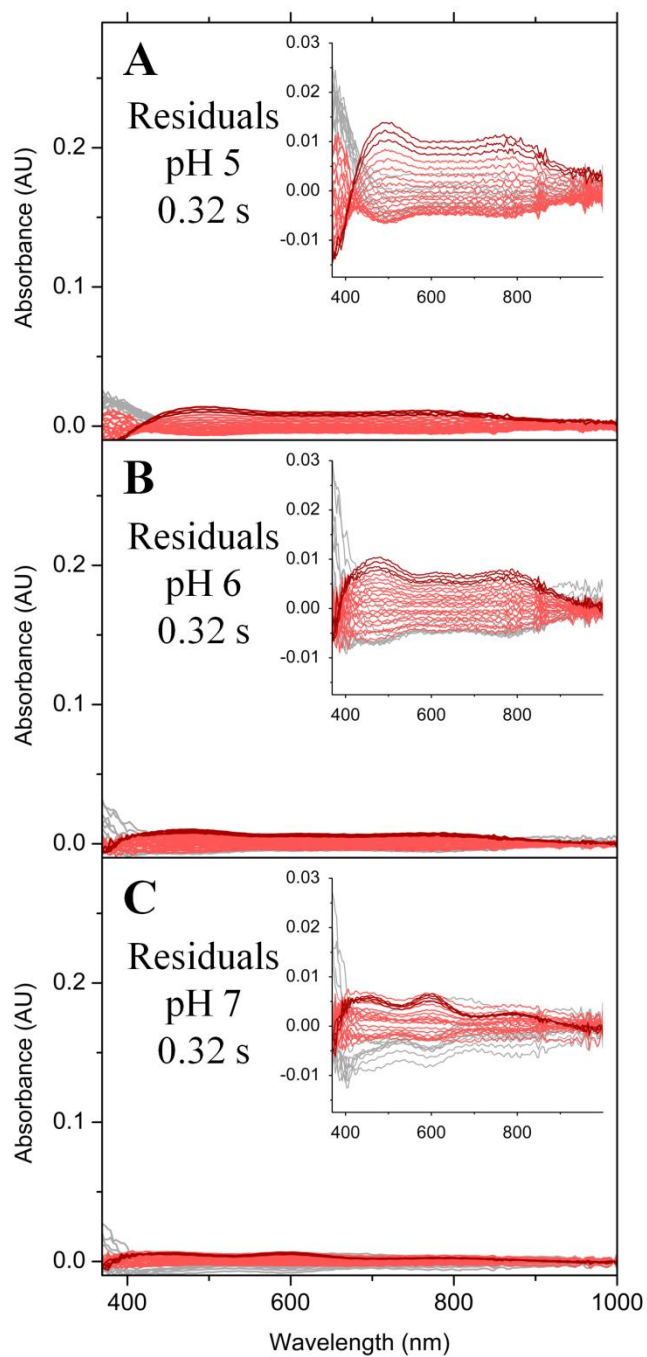 A
Residuals
pH 5
0.32 s
Absorbance (AU)
0.2
0.1
0.0
0.03
0.02
0.01
0.00
-0.01
400 600 800
B
Residuals
pH 6
0.32 s
Absorbance (AU)
0.2
0.1
0.0
0.03
0.02
0.01
0.00
-0.01
400 600 800
C
Residuals
pH 7
0.32 s
Absorbance (AU)
0.2
0.1
0.0
0.03
0.02
0.01
0.00
-0.01
400 600 800
400 600 800 1000
Wavelength (nm)